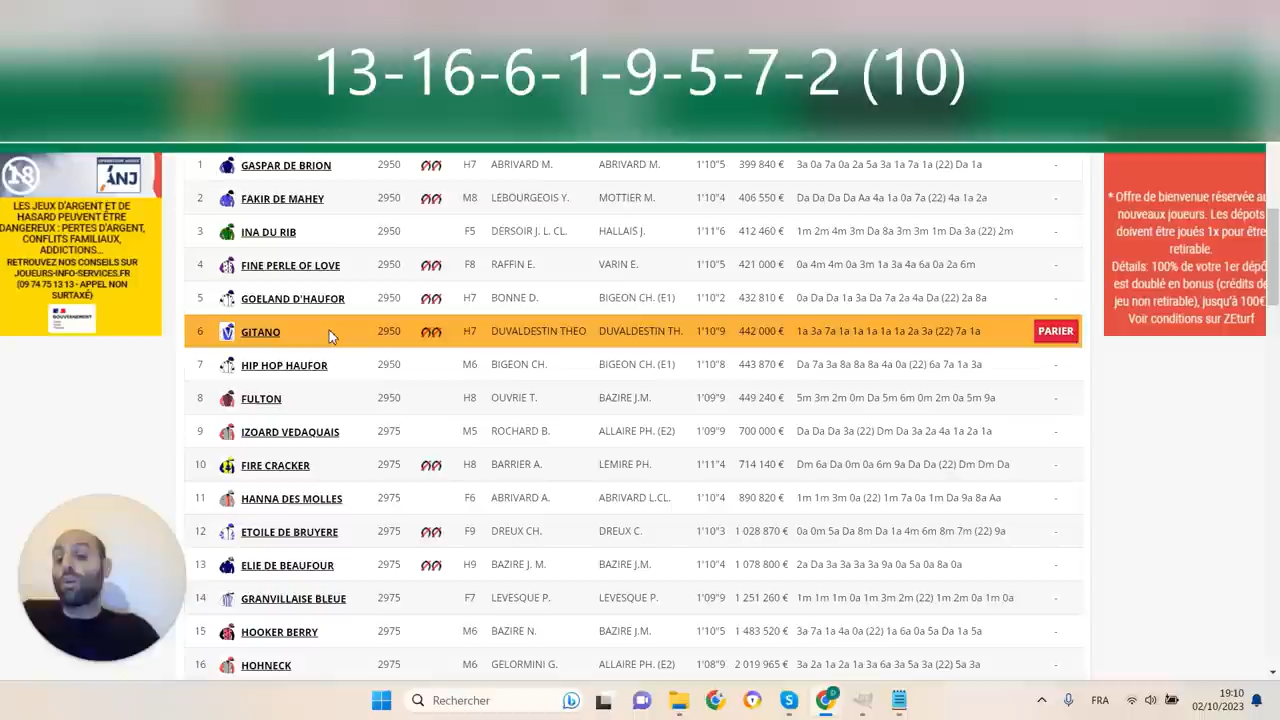 13-16-6-1-9-5-7-2 (10)
18
ANJ
LES JEUX D'ARGENT ET DE
HASARD PEUVENT ÊTRE
DANGEREUX : PERTES D'ARGENT,
CONFLITS FAMILIAUX,
ADDICTIONS...
RETROUVEZ NOS CONSEILS SUR
JOUEURS-INFO-SERVICES.FR
(09 74 75 13 13 - APPEL NON
SURTAXÉ)
1 GASPAR DE BRION 2950 H7 ABRIVARD M. ABRIVARD M. 1'10"5 399 840 € 3a 0a 7a 0a 2a 5a 3a 1a 7a 1a (22) Da 1a -
2 FAKIR DE MAHEY 2950 M8 LEBOURGEOIS Y. MOTTIER M. 1'10"4 406 550 € Da Da Da Da Aa 4a 1a 0a 7a (22) 4a 1a 2a -
3 INA DU RIB 2950 F5 DERSOIR J. L. CL. HALLAIS J. 1'11"6 412 460 € 1m 2m 4m 3m Da 8a 3m 3m 1m Da 3a (22) 2m -
4 FINE PERLE OF LOVE 2950 F8 RAFFIN E. VARIN E. 1'10"5 421 000 € 0a 4m 4m 0a 3m 1a 3a 4a 6a 0a 2a 6m -
5 GOELAND D'HAUFOR 2950 H7 BONNE D. BIGEON CH. (E1) 1'10"2 432 810 € 0a Da Da 1a 3a Da 7a 2a 4a Da (22) 2a 8a -
6 GITANO 2950 H7 DUVALDESTIN THEO DUVALDESTIN TH. 1'10"9 442 000 € 1a 3a 7a 1a 1a 1a 1a 1a 2a 3a (22) 7a 1a PARIER
7 HIP HOP HAUFOR 2950 M6 BIGEON CH. BIGEON CH. (E1) 1'10"8 443 870 € Da 7a 3a 8a 8a 8a 4a 0a (22) 6a 7a 1a 3a -
8 FULTON 2950 H8 OUVRIE T. BAZIRE J.M. 1'09"9 449 240 € 5m 3m 2m 0m Da 5m 6m 0m 2m 0a 5m 9a -
9 IZOARD VEDAQUAIS 2975 M5 ROCHARD B. ALLAIRE PH. (E2) 1'09"9 700 000 € Da Da Da 3a (22) Dm Da 3a 2a 4a 1a 2a 1a -
10 FIRE CRACKER 2975 H8 BARRIER A. LEMIRE PH. 1'11"4 714 140 € Dm 6a Da 0m 0a 6m 9a Da Da (22) Dm Dm Da -
11 HANNA DES MOLLES 2975 F6 ABRIVARD A. ABRIVARD L.CL. 1'10"4 890 820 € 1m 1m 3m 0a (22) 1m 7a 0a 1m Da 9a 8a Aa -
12 ETOILE DE BRUYERE 2975 F9 DREUX CH. DREUX C. 1'10"3 1 028 870 € 0a 0m 5a Da 8m Da 1a 4m 6m 8m 7m (22) 9a -
13 ELIE DE BEAUFOUR 2975 H9 BAZIRE J. M. BAZIRE J.M. 1'10"4 1 078 800 € 2a Da 3a 3a 3a 3a 9a 0a 5a 0a 8a 0a -
14 GRANVILLAISE BLEUE 2975 F7 LEVESQUE P. LEVESQUE P. 1'09"9 1 251 260 € 1m 1m 1m 0a 1m 3m 2m (22) 1m 2m 0a 1m 0a -
15 HOOKER BERRY 2975 M6 BAZIRE N. BAZIRE J.M. 1'10"5 1 483 520 € 3a 7a 1a 4a 0a (22) 1a 6a 0a 5a Da 1a 5a -
16 HOHNECK 2975 M6 GELORMINI G. ALLAIRE PH. (E2) 1'08"9 2 019 965 € 3a 2a 1a 2a 1a 3a 6a 3a 5a 3a (22) 5a 3a -
* Offre de bienvenue réservée au
nouveaux joueurs. Les dépôts
doivent être joués 1x pour être
retirable.
Détails: 100% de votre 1er dépô
est doublé en bonus (crédits de
jeu non retirable), jusqu'à 100€
Voir conditions sur ZEturf
Rechercher
FRA
19:10
02/10/2023